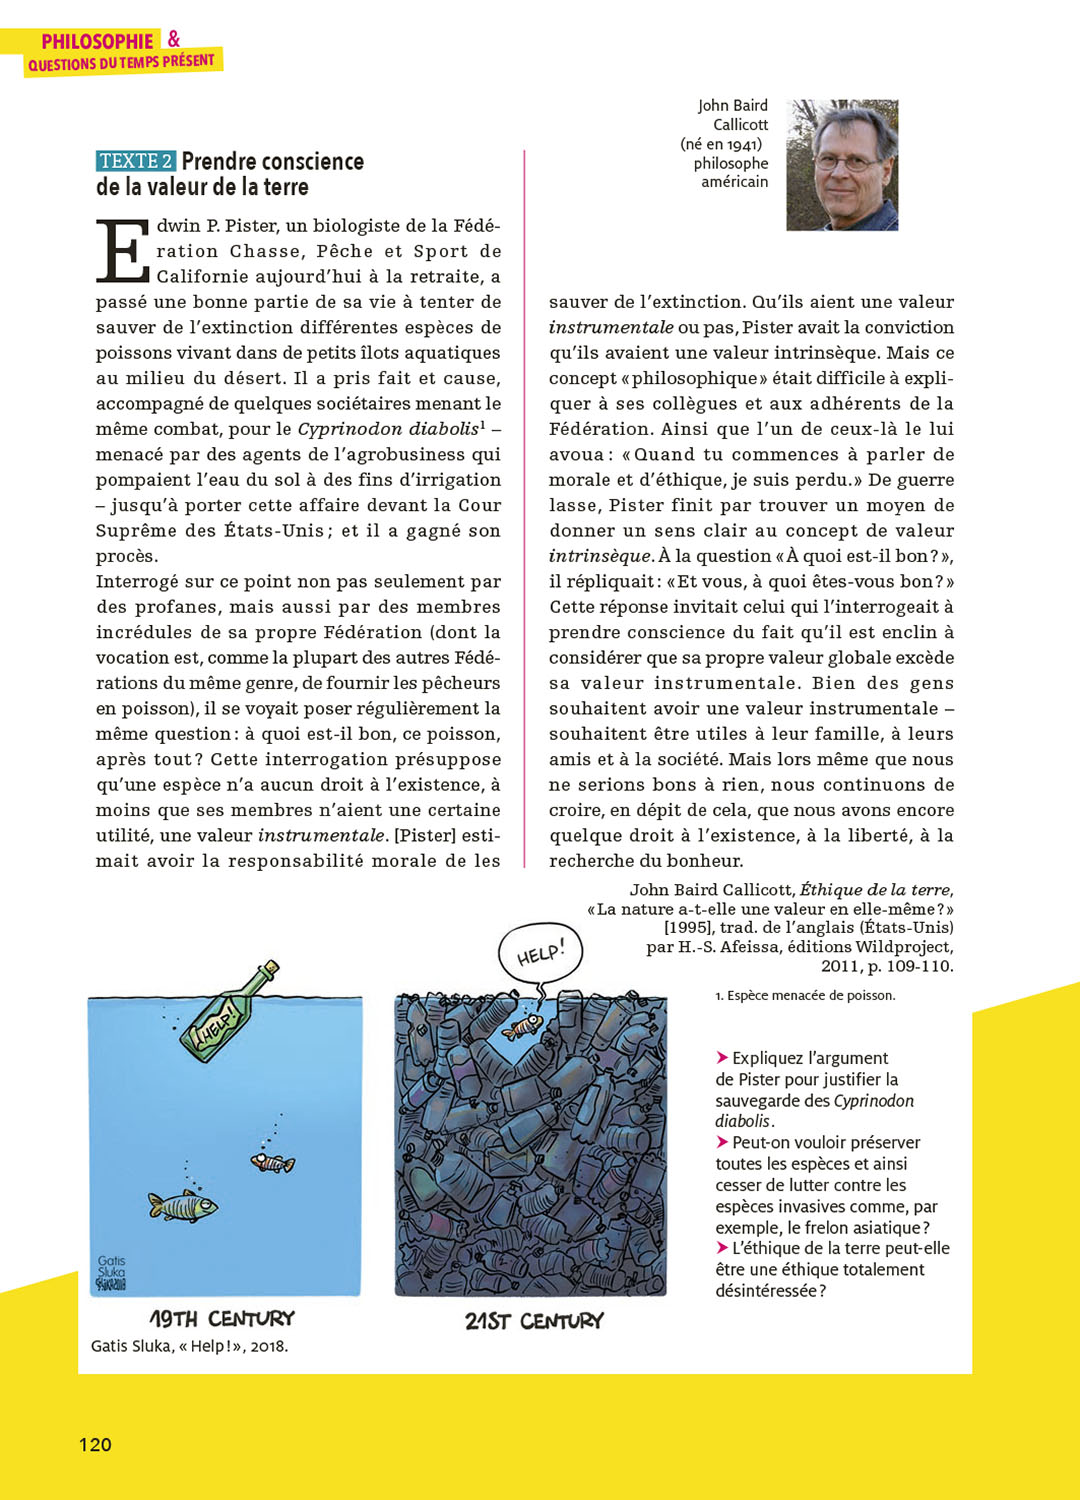 PHILOSOPHIE &
QUESTIONS DU TEMPS PRÉSENT
John Baird
Callicott
(né en 1941)
philosophe
américain
TEXTE 2 Prendre conscience
de la valeur de la terre
Edwin P. Pister, un biologiste de la Fédé-
ration Chasse, Pêche et Sport de
Californie aujourd’hui à la retraite, a
passé une bonne partie de sa vie à tenter de
sauver de l’extinction différentes espèces de
poissons vivant dans de petits îlots aquatiques
au milieu du désert. Il a pris fait et cause,
accompagné de quelques sociétaires menant le
même combat, pour le Cyprinodon diabolis¹ –
menacé par des agents de l’agrobusiness qui
pompaient l’eau du sol à des fins d’irrigation
– jusqu’à porter cette affaire devant la Cour
Suprême des États-Unis ; et il a gagné son
procès.
Interrogé sur ce point non pas seulement par
des profanes, mais aussi par des membres
incrédules de sa propre Fédération (dont la
vocation est, comme la plupart des autres Fédé-
rations du même genre, de fournir les pêcheurs
en poisson), il se voyait poser régulièrement la
même question : à quoi est-il bon, ce poisson,
après tout ? Cette interrogation présuppose
qu’une espèce n’a aucun droit à l’existence, à
moins que ses membres n’aient une certaine
utilité, une valeur instrumentale. [Pister] esti-
mait avoir la responsabilité morale de les
sauver de l’extinction. Qu’ils aient une valeur
instrumentale ou pas, Pister avait la conviction
qu’ils avaient une valeur intrinsèque. Mais ce
concept « philosophique » était difficile à expli-
quer à ses collègues et aux adhérents de la
Fédération. Ainsi que l’un de ceux-là le lui
avoua : « Quand tu commences à parler de
morale et d’éthique, je suis perdu. » De guerre
lasse, Pister finit par trouver un moyen de
donner un sens clair au concept de valeur
intrinsèque. À la question « À quoi est-il bon ? »,
il répliquait : « Et vous, à quoi êtes-vous bon ? »
Cette réponse invitait celui qui l’interrogeait à
prendre conscience du fait qu’il est enclin à
considérer que sa propre valeur globale excède
sa valeur instrumentale. Bien des gens
souhaitent avoir une valeur instrumentale –
souhaitent être utiles à leur famille, à leurs
amis et à la société. Mais lors même que nous
ne serions bons à rien, nous continuons de
croire, en dépit de cela, que nous avons encore
quelque droit à l’existence, à la liberté, à la
recherche du bonheur.
John Baird Callicott, Éthique de la terre,
« La nature a-t-elle une valeur en elle-même ? »
[1995], trad. de l’anglais (États-Unis)
par H.-S. Afeissa, éditions Wildproject,
2011, p. 109-110.
1. Espèce menacée de poisson.
HELP!
HELP!
Gatis
Sluka
19TH CENTURY
21ST CENTURY
Gatis Sluka, « Help ! », 2018.
➤ Expliquez l’argument
de Pister pour justifier la
sauvegarde des Cyprinodon
diabolis.
➤ Peut-on vouloir préserver
toutes les espèces et ainsi
cesser de lutter contre les
espèces invasives comme, par
exemple, le frelon asiatique ?
➤ L’éthique de la terre peut-elle
être une éthique totalement
désintéressée ?
120